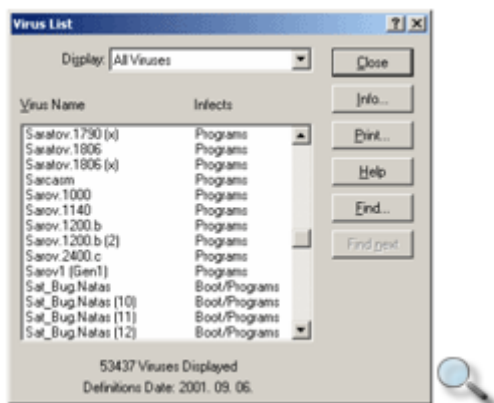 Virus List
Display: All Viruses
Close
Virus Name Infects
Info...
Saratov.1790 (x) Programs
Print...
Saratov.1806 Programs
Saratov.1806 (x) Programs
Sarcasm Programs
Help
Sarov.1000 Programs
Sarov.1140 Programs
Find...
Sarov.1200.b Programs
Sarov.1200.b (2) Programs
Find next
Sarov.2400.c Programs
Sarov1 (Gen1) Programs
Sat_Bug.Natas Boot/Programs
Sat_Bug.Natas (10) Boot/Programs
Sat_Bug.Natas (11) Boot/Programs
Sat_Bug.Natas (12) Boot/Programs
53437 Viruses Displayed
Definitions Date: 2001. 09. 06.